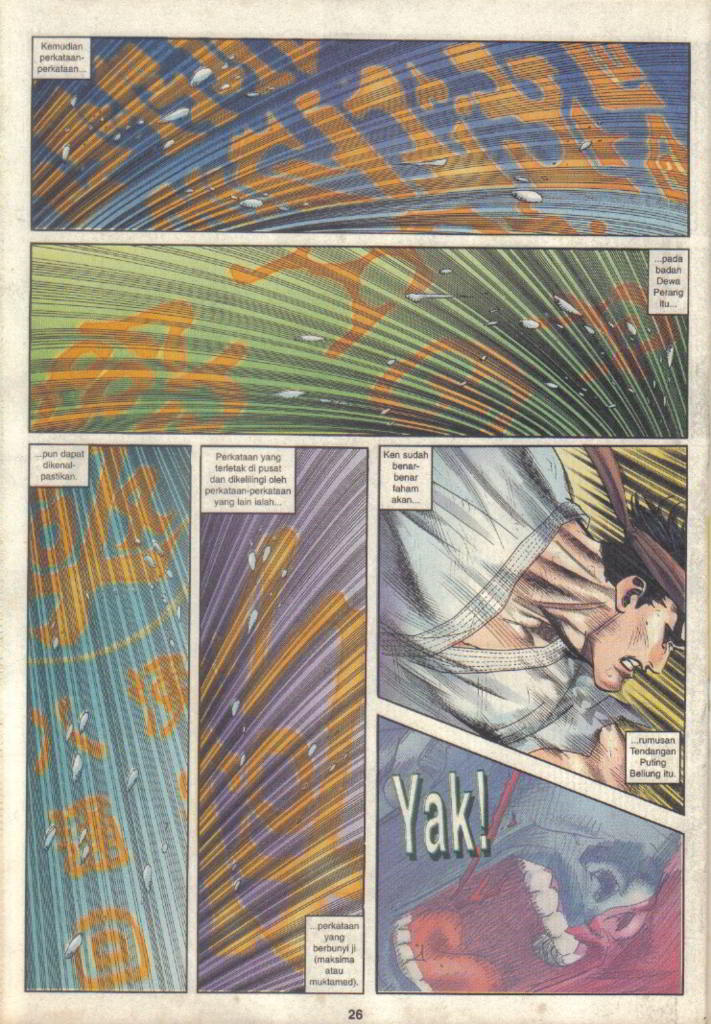 Kemudian
perkataan-
perkataan...
...pada
badan
Dewa
Perang
itu...
...pun dapat
dikenal-
pastikan.
Perkataan yang
terletak di pusat
dan dikelilingi oleh
perkataan-perkataan
yang lain ialah...
...perkataan
yang
berbunyi ji
(maksima
atau
muktamed).
Ken sudah
benar-
benar
faham
akan...
...rumusan
Tendangan
Puting
Beliung itu.
Yak!
26